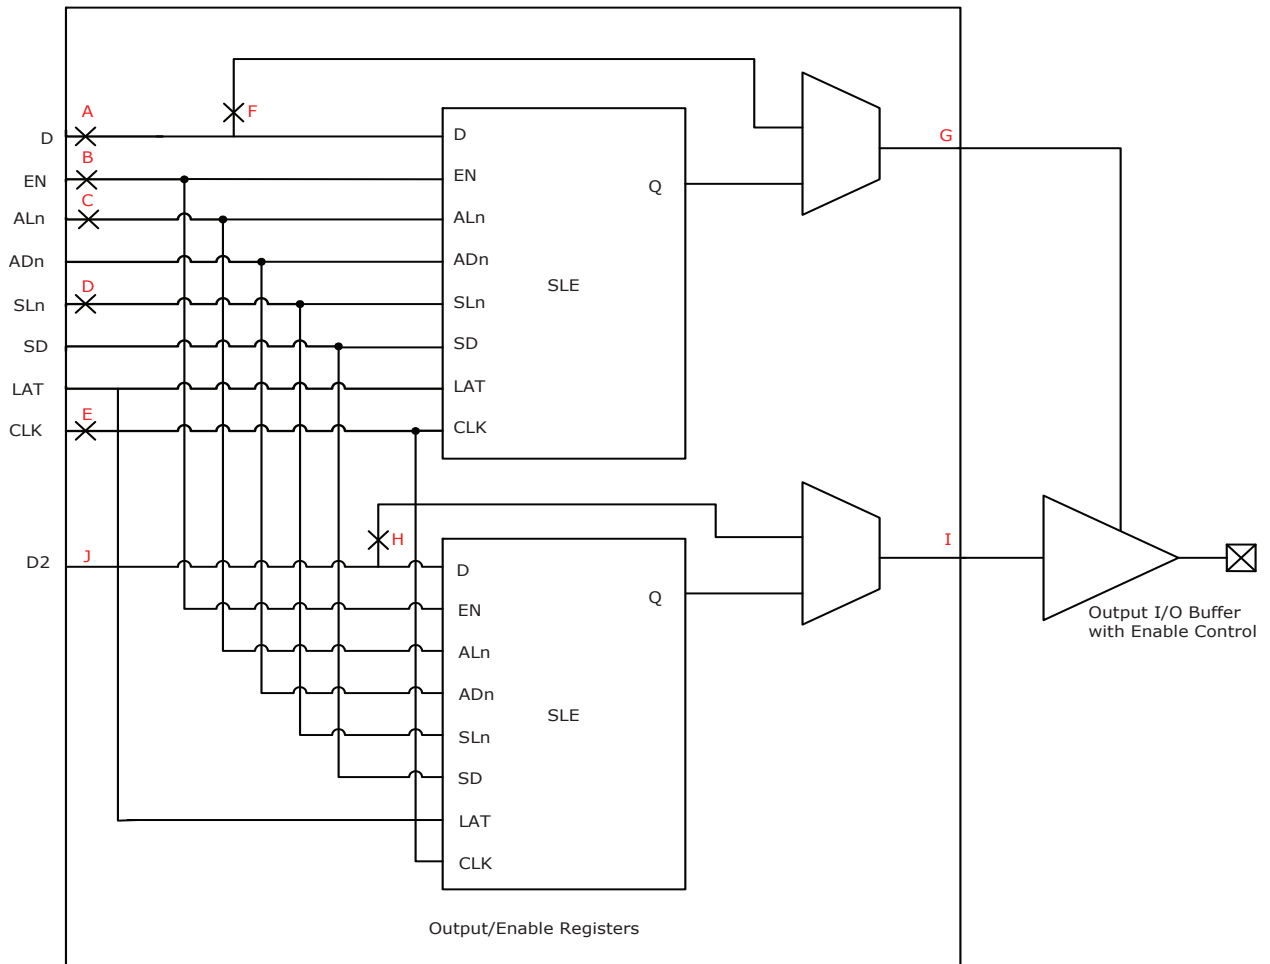 A
F
D
D
G
B
EN
EN
Q
C
ALn
ALn
ADn
ADn
SLE
D
SLn
SLn
SD
SD
LAT
LAT
E
CLK
CLK
H
I
J
D2
D
Q
EN
Output I/O Buffer
with Enable Control
ALn
ADn
SLE
SLn
SD
LAT
CLK
Output/Enable Registers